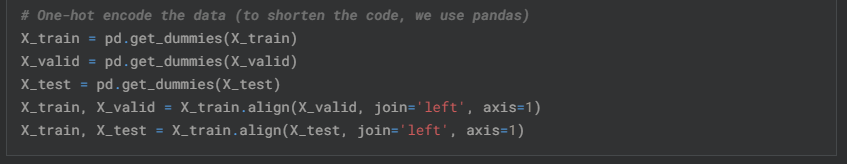 # One-hot encode the data (to shorten the code, we use pandas)
X_train = pd.get_dummies(X_train)
X_valid = pd.get_dummies(X_valid)
X_test = pd.get_dummies(X_test)
X_train, X_valid = X_train.align(X_valid, join='left', axis=1)
X_train, X_test = X_train.align(X_test, join='left', axis=1)